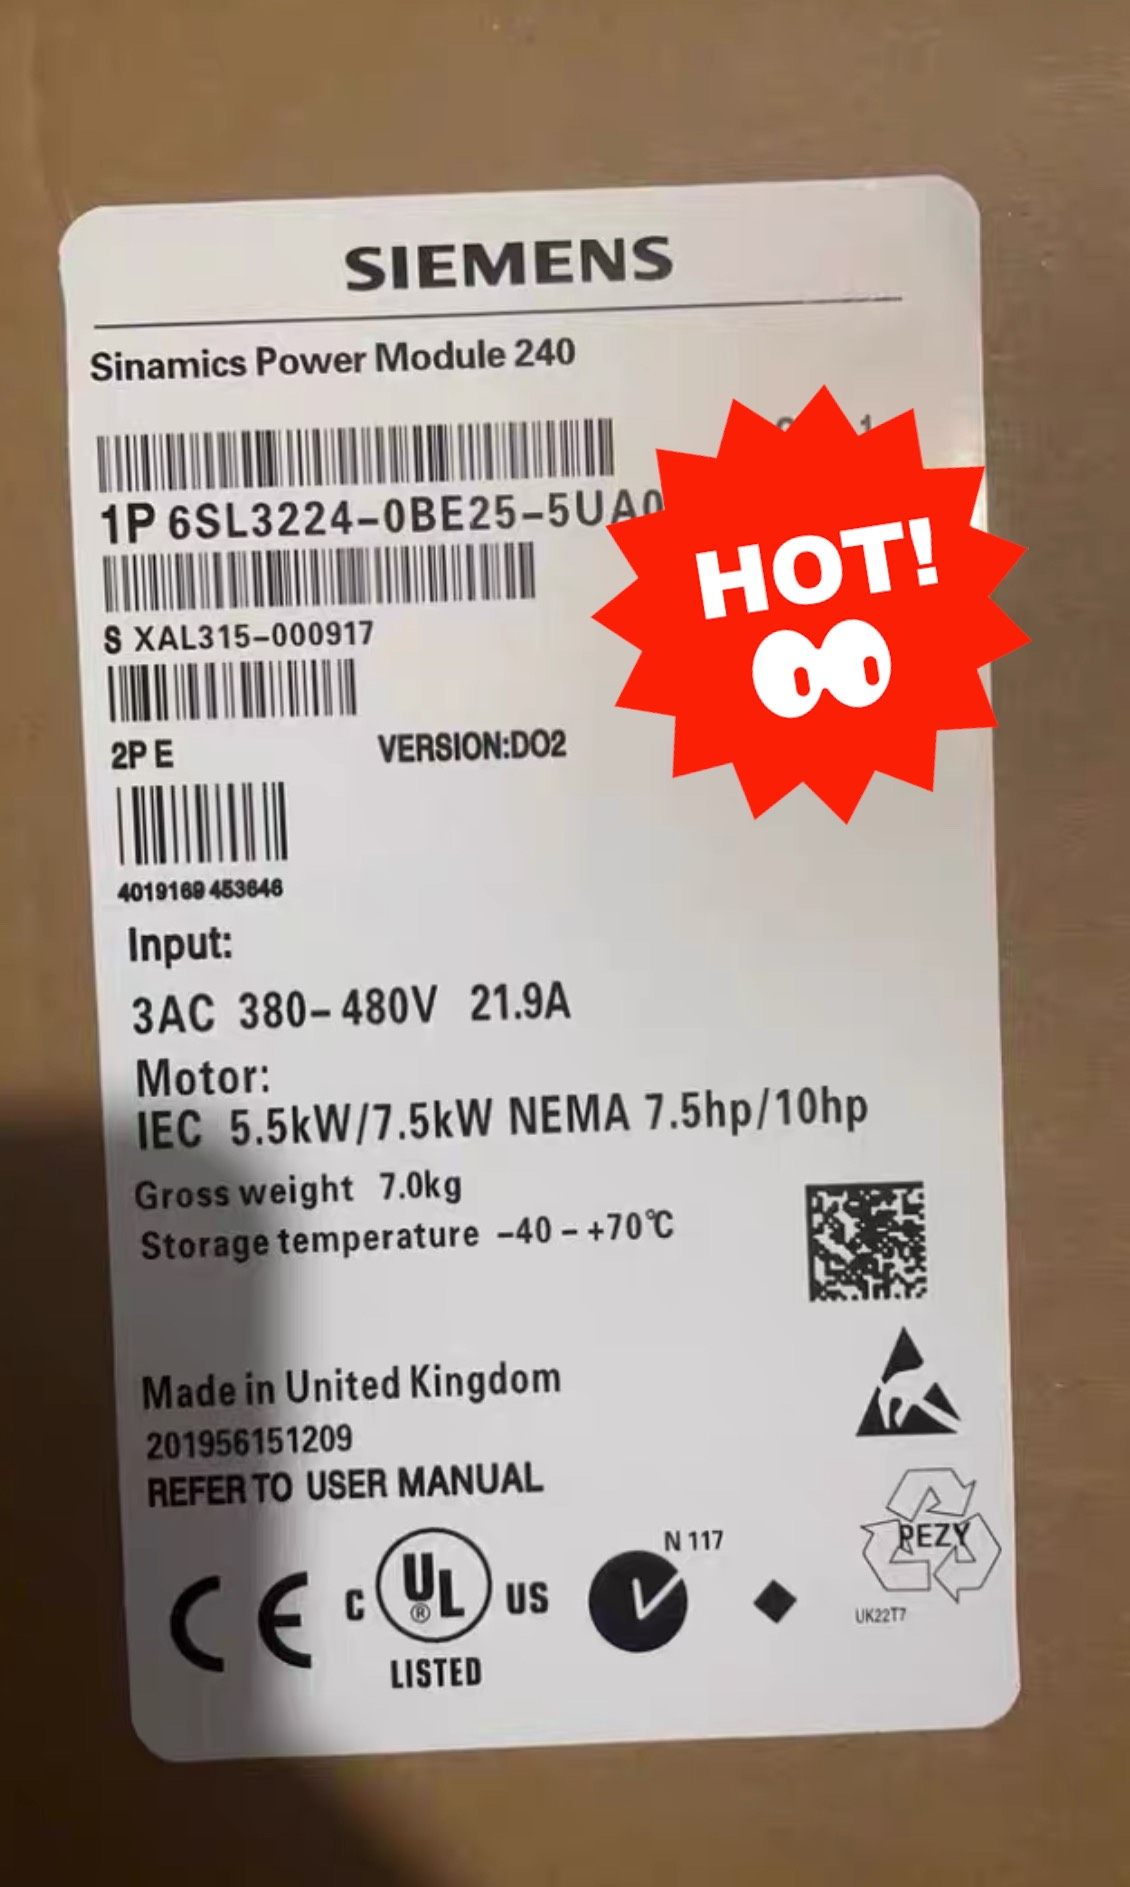 SIEMENS
Sinamics Power Module 240
1P 6SL3224-0BE25-5UA0
HOT!
S XAL315-000917
2P E VERSION:D02
4019169 453646
Input:
3AC 380-480V 21.9A
Motor:
IEC 5.5kW/7.5kW NEMA 7.5hp/10hp
Gross weight 7.0kg
Storage temperature -40 - +70℃
Made in United Kingdom
201956151209
REFER TO USER MANUAL
CE C UL ® US LISTED
N 117
PEZY
UK22T7